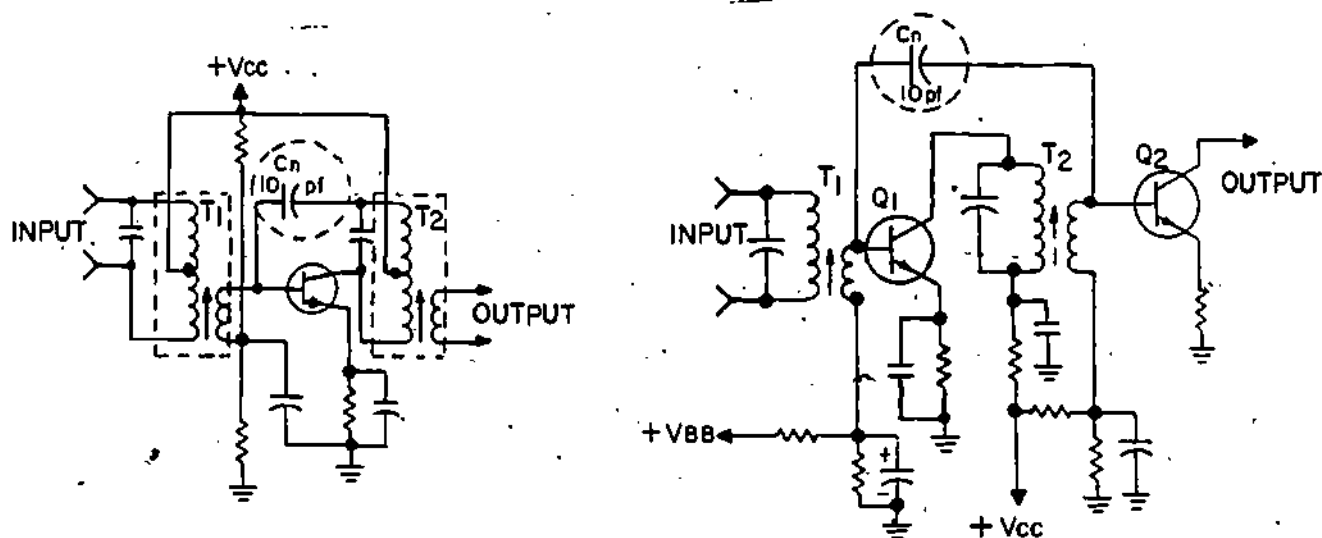 +Vcc
Cn
10 pf
T1
T2
INPUT
OUTPUT
Cn
10pf
T1
Q1
T2
Q2
INPUT
OUTPUT
+VBB
+
-
+Vcc